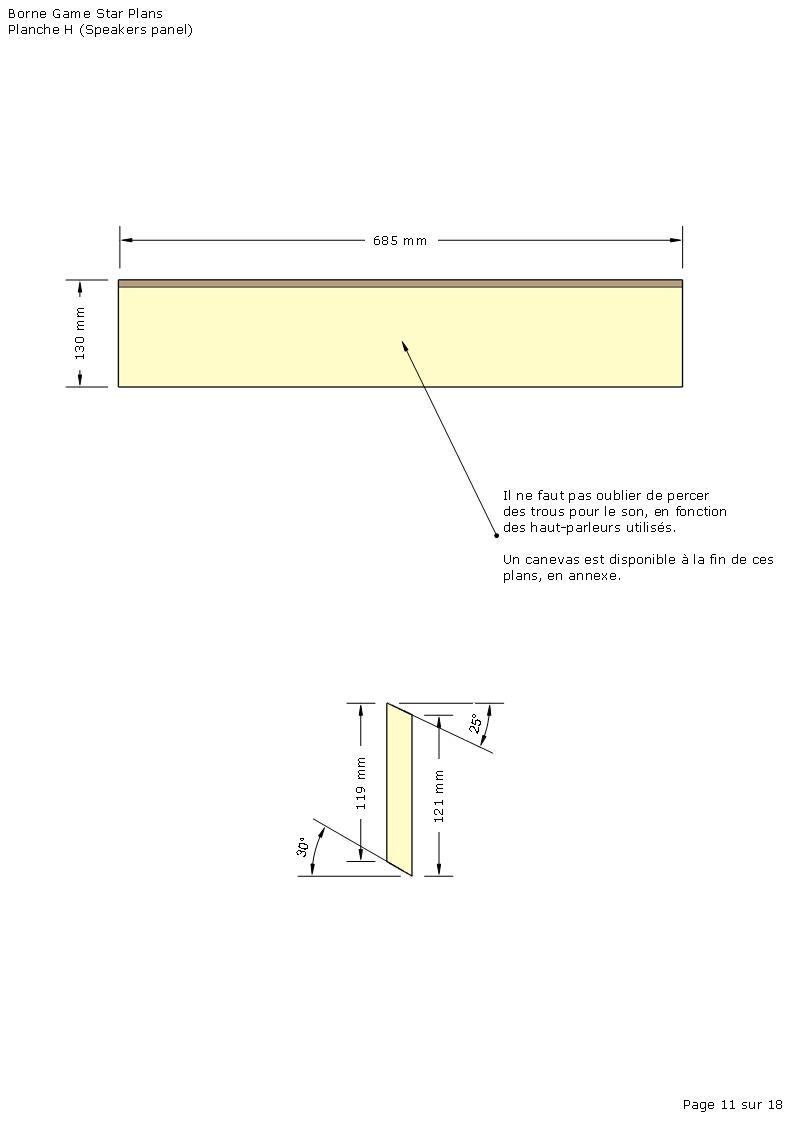 Borne Game Star Plans
Planche H (Speakers panel)
685 mm
130 mm
Il ne faut pas oublier de percer
des trous pour le son, en fonction
des haut-parleurs utilisés.
Un canevas est disponible à la fin de ces
plans, en annexe.
25°
119 mm
121 mm
30°
Page 11 sur 18